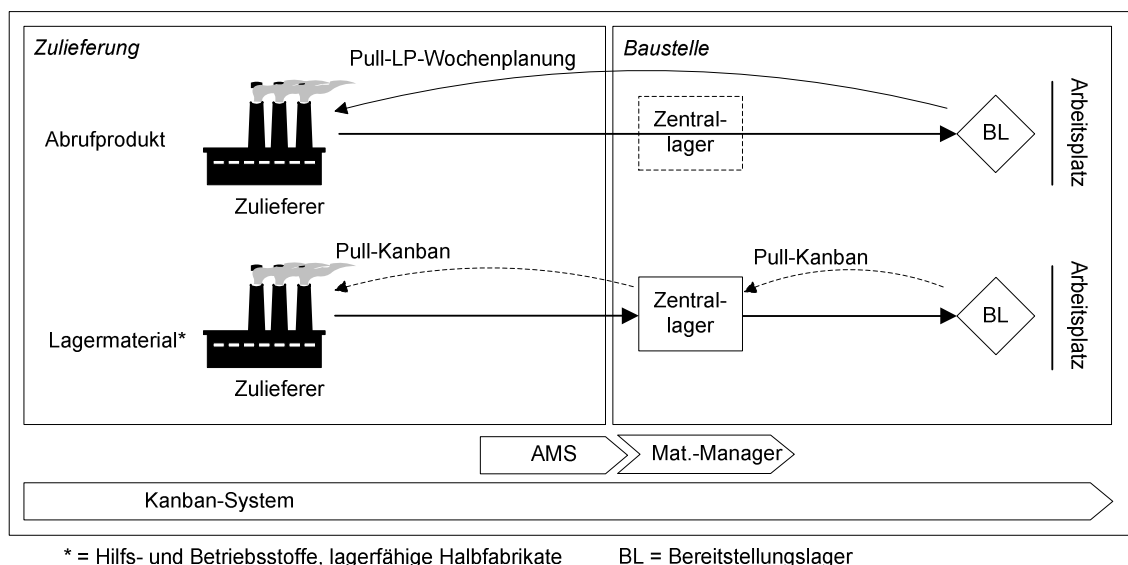 Zulieferung
Baustelle
Pull-LP-Wochenplanung
Abrufprodukt
Zulieferer
Zentral-
lager
BL
Arbeitsplatz
Pull-Kanban
Pull-Kanban
Lagermaterial*
Zulieferer
Zentral-
lager
BL
Arbeitsplatz
AMS
Mat.-Manager
Kanban-System
* = Hilfs- und Betriebsstoffe, lagerfähige Halbfabrikate
BL = Bereitstellungslager